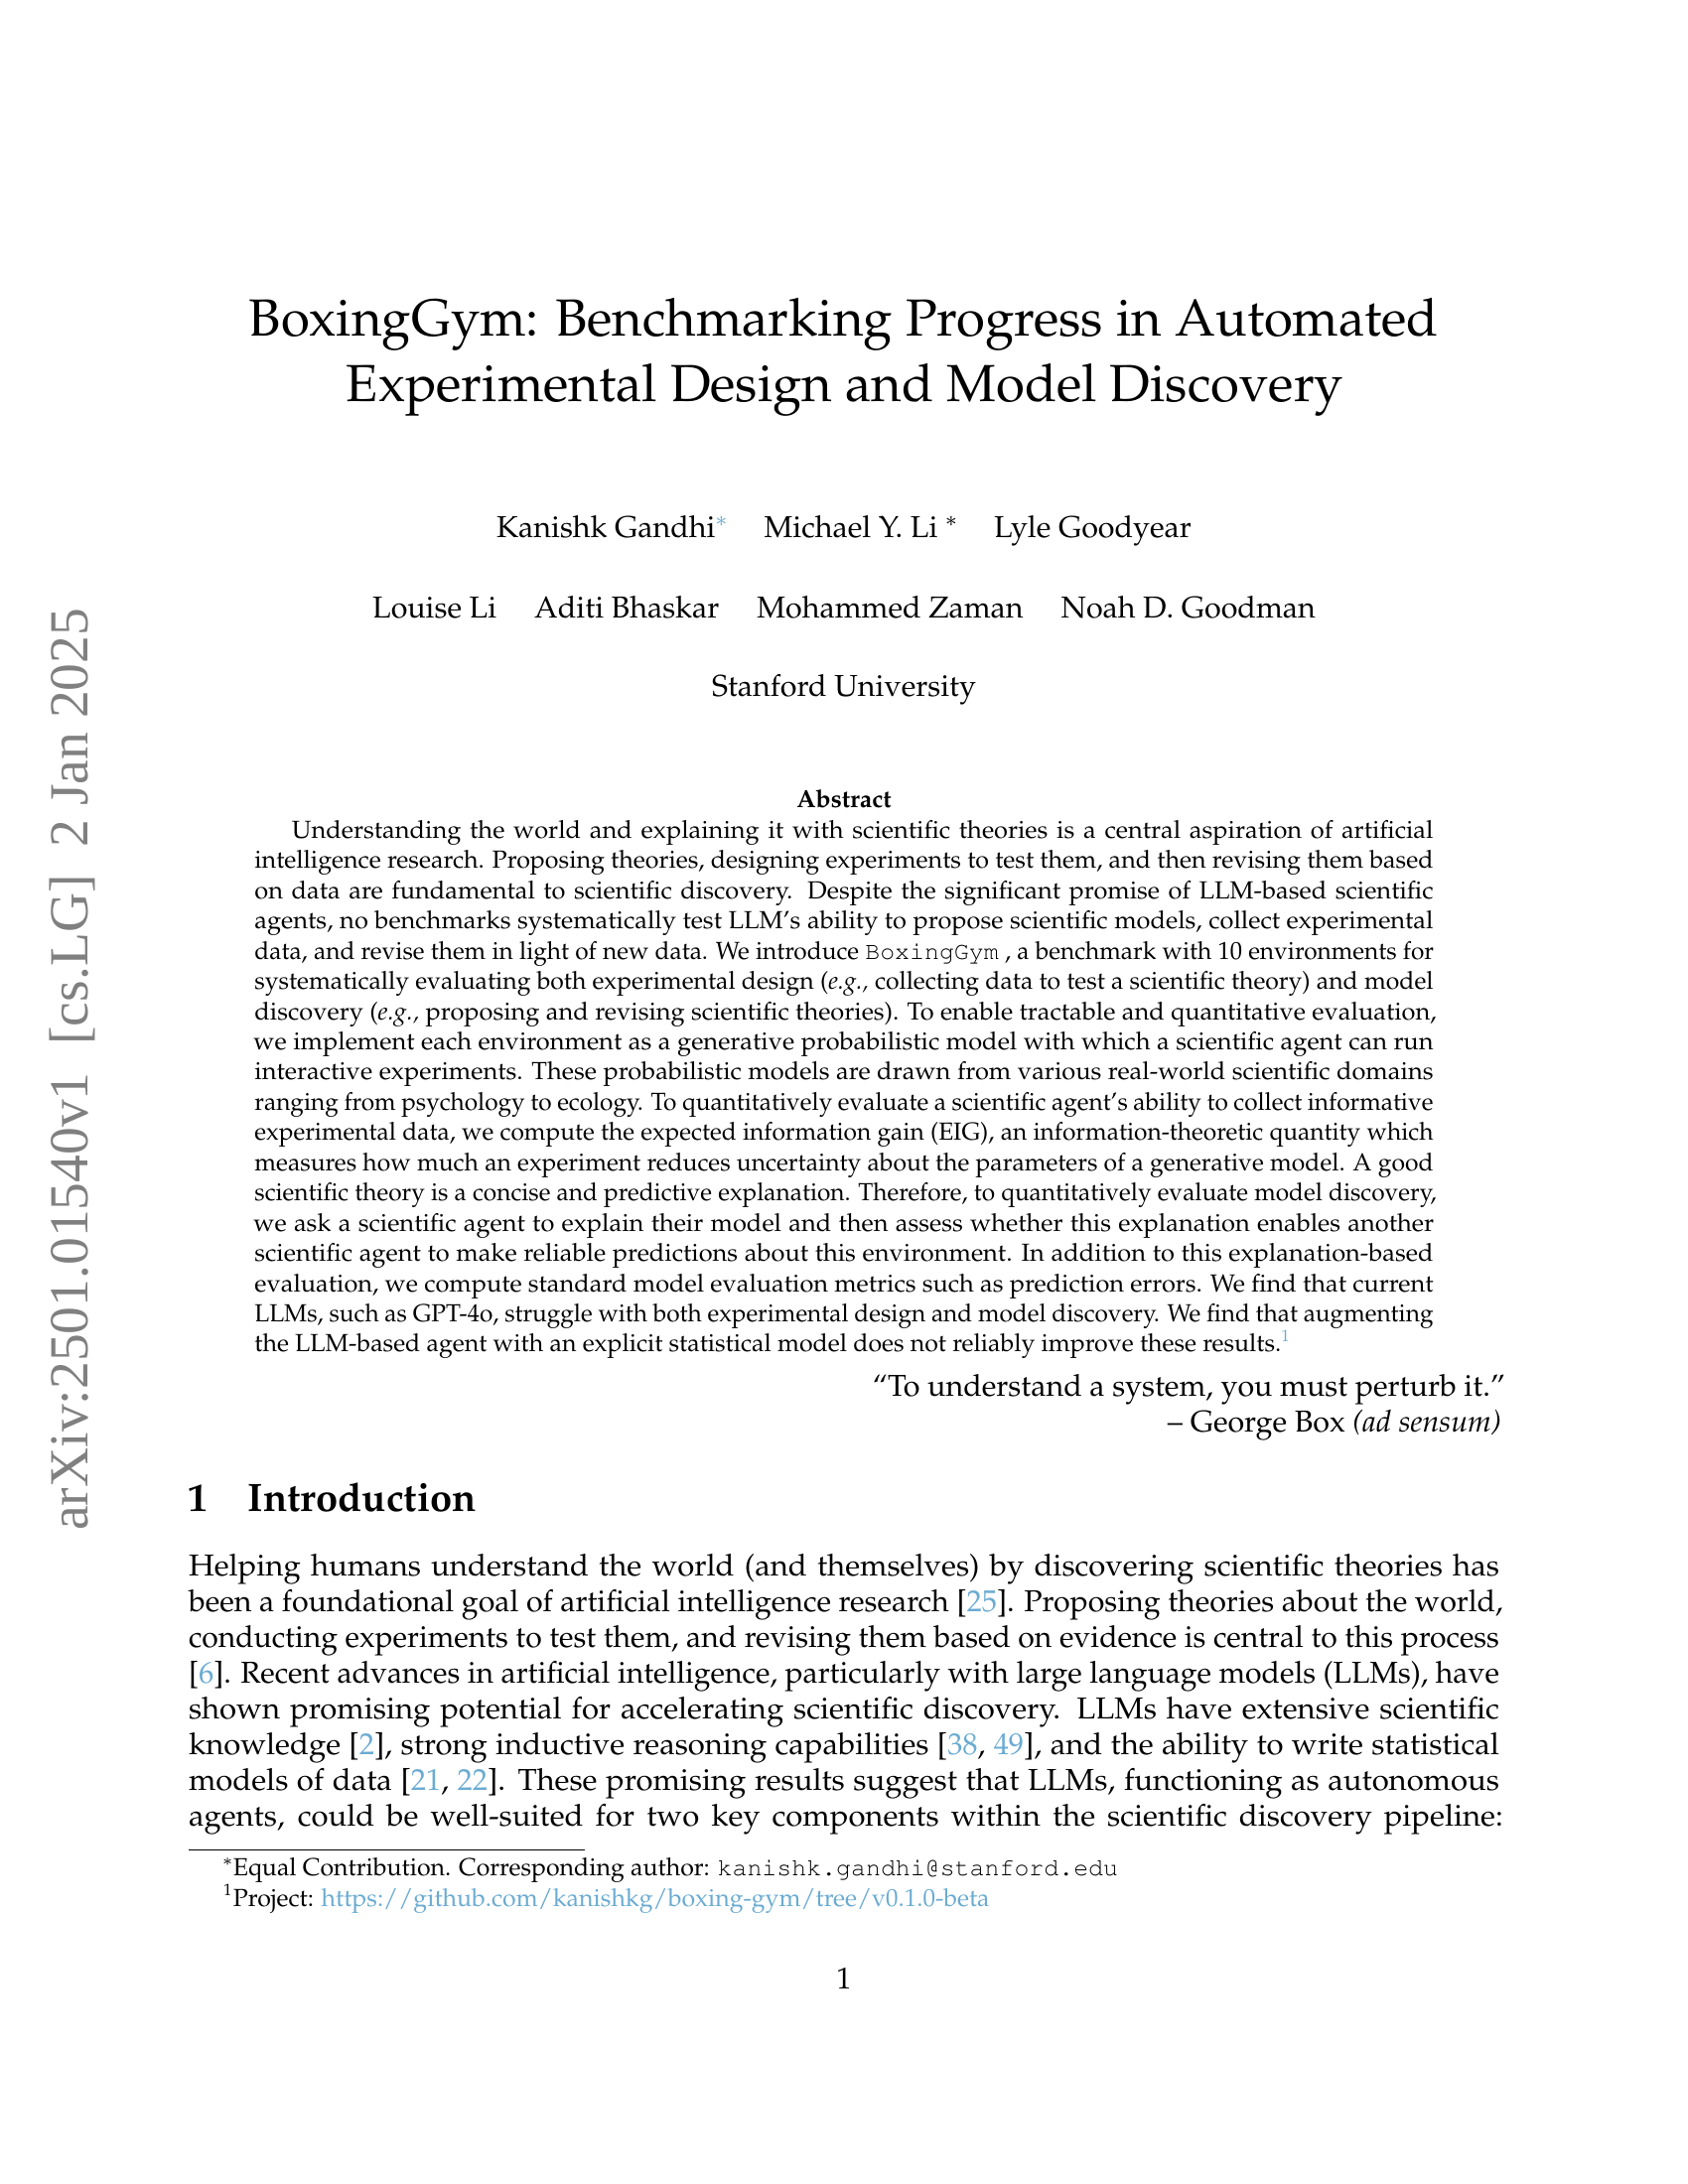 BoxingGym: Benchmarking Progress in Automated
Experimental Design and Model Discovery
Kanishk Gandhi* Michael Y. Li * Lyle Goodyear
Louise Li Aditi Bhaskar Mohammed Zaman Noah D. Goodman
Stanford University
Abstract
Understanding the world and explaining it with scientific theories is a central aspiration of artificial
intelligence research. Proposing theories, designing experiments to test them, and then revising them based
on data are fundamental to scientific discovery. Despite the significant promise of LLM-based scientific
agents, no benchmarks systematically test LLM's ability to propose scientific models, collect experimental
data, and revise them in light of new data. We introduce BoxingGym , a benchmark with 10 environments for
systematically evaluating both experimental design (e.g., collecting data to test a scientific theory) and model
discovery (e.g., proposing and revising scientific theories). To enable tractable and quantitative evaluation,
we implement each environment as a generative probabilistic model with which a scientific agent can run
interactive experiments. These probabilistic models are drawn from various real-world scientific domains
ranging from psychology to ecology. To quantitatively evaluate a scientific agent's ability to collect informative
experimental data, we compute the expected information gain (EIG), an information-theoretic quantity which
measures how much an experiment reduces uncertainty about the parameters of a generative model. A good
scientific theory is a concise and predictive explanation. Therefore, to quantitatively evaluate model discovery,
we ask a scientific agent to explain their model and then assess whether this explanation enables another
scientific agent to make reliable predictions about this environment. In addition to this explanation-based
evaluation, we compute standard model evaluation metrics such as prediction errors. We find that current
LLMs, such as GPT-4o, struggle with both experimental design and model discovery. We find that augmenting
the LLM-based agent with an explicit statistical model does not reliably improve these results.1
“To understand a system, you must perturb it.”
– George Box (ad sensum)
1 Introduction
Helping humans understand the world (and themselves) by discovering scientific theories has
been a foundational goal of artificial intelligence research [25]. Proposing theories about the world,
conducting experiments to test them, and revising them based on evidence is central to this process
[6]. Recent advances in artificial intelligence, particularly with large language models (LLMs), have
shown promising potential for accelerating scientific discovery. LLMs have extensive scientific
knowledge [2], strong inductive reasoning capabilities [38, 49], and the ability to write statistical
models of data [21, 22]. These promising results suggest that LLMs, functioning as autonomous
agents, could be well-suited for two key components within the scientific discovery pipeline:
*Equal Contribution. Corresponding author: kanishk.gandhi@stanford.edu
1Project: https://github.com/kanishkg/boxing-gym/tree/v0.1.0-beta
1
arXiv:2501.01540v1 [cs.LG] 2 Jan 2025